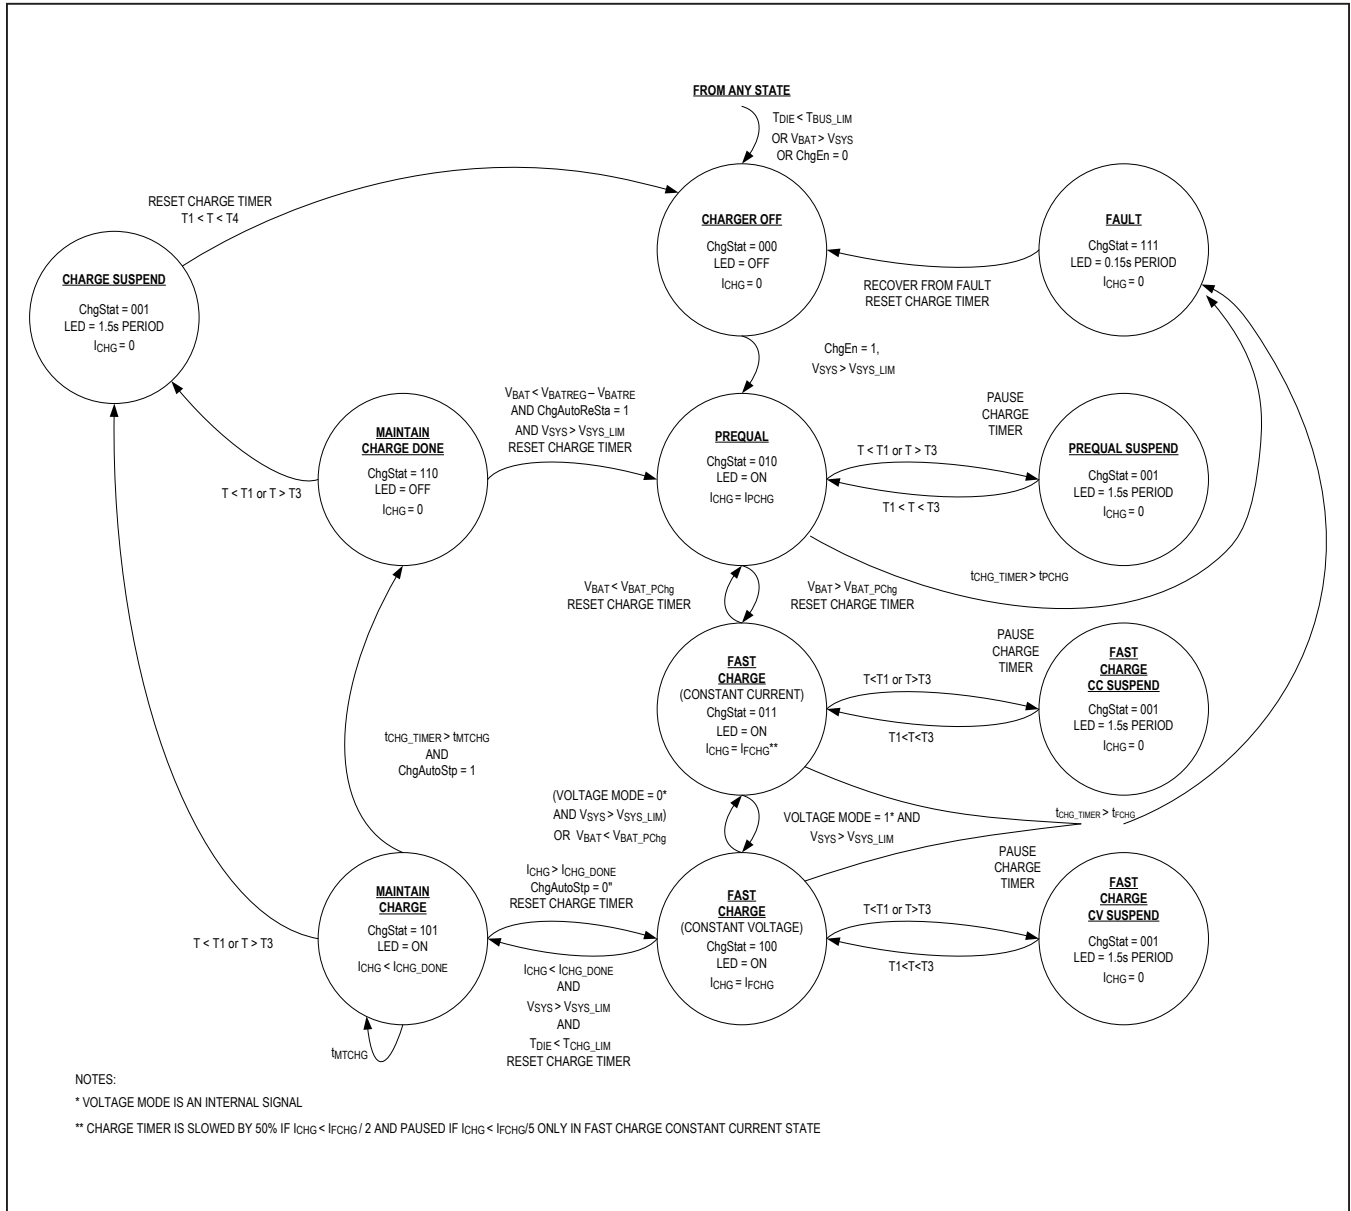 FROM ANY STATE
TDIE < TBUS_LIM
OR VBAT > VSYS
OR ChgEn = 0
RESET CHARGE TIMER
T1 < T < T4
CHARGER OFF
ChgStat = 000
LED = OFF
ICHG = 0
FAULT
ChgStat = 111
LED = 0.15s PERIOD
ICHG = 0
CHARGE SUSPEND
ChgStat = 001
LED = 1.5s PERIOD
ICHG = 0
RECOVER FROM FAULT
RESET CHARGE TIMER
ChgEn = 1,
VSYS > VSYS_LIM
VBAT < VBATREG – VBATRE
AND ChgAutoReSta = 1
AND VSYS > VSYS_LIM
RESET CHARGE TIMER
PAUSE
CHARGE
TIMER
MAINTAIN
CHARGE DONE
ChgStat = 110
LED = OFF
ICHG = 0
PREQUAL
ChgStat = 010
LED = ON
ICHG = IPCHG
T < T1 or T > T3
T1 < T < T3
PREQUAL SUSPEND
ChgStat = 001
LED = 1.5s PERIOD
ICHG = 0
T < T1 or T > T3
tCHG_TIMER > tPCHG
VBAT < VBAT_PChg
RESET CHARGE TIMER
VBAT > VBAT_PChg
RESET CHARGE TIMER
PAUSE
CHARGE
TIMER
FAST
CHARGE
(CONSTANT CURRENT)
ChgStat = 011
LED = ON
ICHG = IFCHG**
T<T1 or T>T3
T1<T<T3
FAST
CHARGE
CC SUSPEND
ChgStat = 001
LED = 1.5s PERIOD
ICHG = 0
tCHG_TIMER > tMTCHG
AND
ChgAutoStp = 1
(VOLTAGE MODE = 0*
AND VSYS > VSYS_LIM)
OR VBAT < VBAT_PChg
VOLTAGE MODE = 1* AND
VSYS > VSYS_LIM
tCHG_TIMER > tFCHG
PAUSE
CHARGE
TIMER
ICHG > ICHG_DONE
ChgAutoStp = 0"
RESET CHARGE TIMER
MAINTAIN
CHARGE
ChgStat = 101
LED = ON
ICHG < ICHG_DONE
FAST
CHARGE
(CONSTANT VOLTAGE)
ChgStat = 100
LED = ON
ICHG = IFCHG
T<T1 or T>T3
T1<T<T3
FAST
CHARGE
CV SUSPEND
ChgStat = 001
LED = 1.5s PERIOD
ICHG = 0
T < T1 or T > T3
ICHG < ICHG_DONE
AND
VSYS > VSYS_LIM
AND
TDIE < TCHG_LIM
RESET CHARGE TIMER
tMTCHG
NOTES:
* VOLTAGE MODE IS AN INTERNAL SIGNAL
** CHARGE TIMER IS SLOWED BY 50% IF ICHG < IFCHG / 2 AND PAUSED IF ICHG < IFCHG/5 ONLY IN FAST CHARGE CONSTANT CURRENT STATE